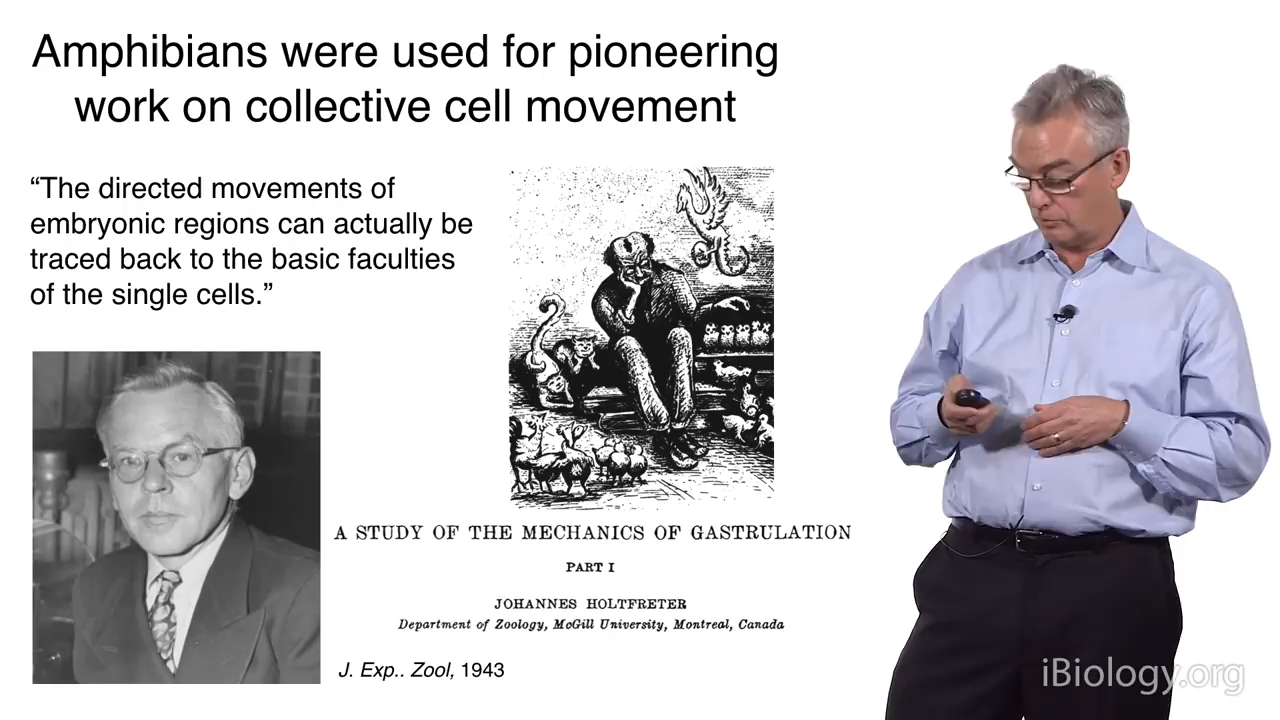 Amphibians were used for pioneering
work on collective cell movement
“The directed movements of
embryonic regions can actually be
traced back to the basic faculties
of the single cells.”
A STUDY OF THE MECHANICS OF GASTRULATION
PART I
JOHANNES HOLTFRETER
Department of Zoology, McGill University, Montreal, Canada
J. Exp.. Zool, 1943
iBiology.org